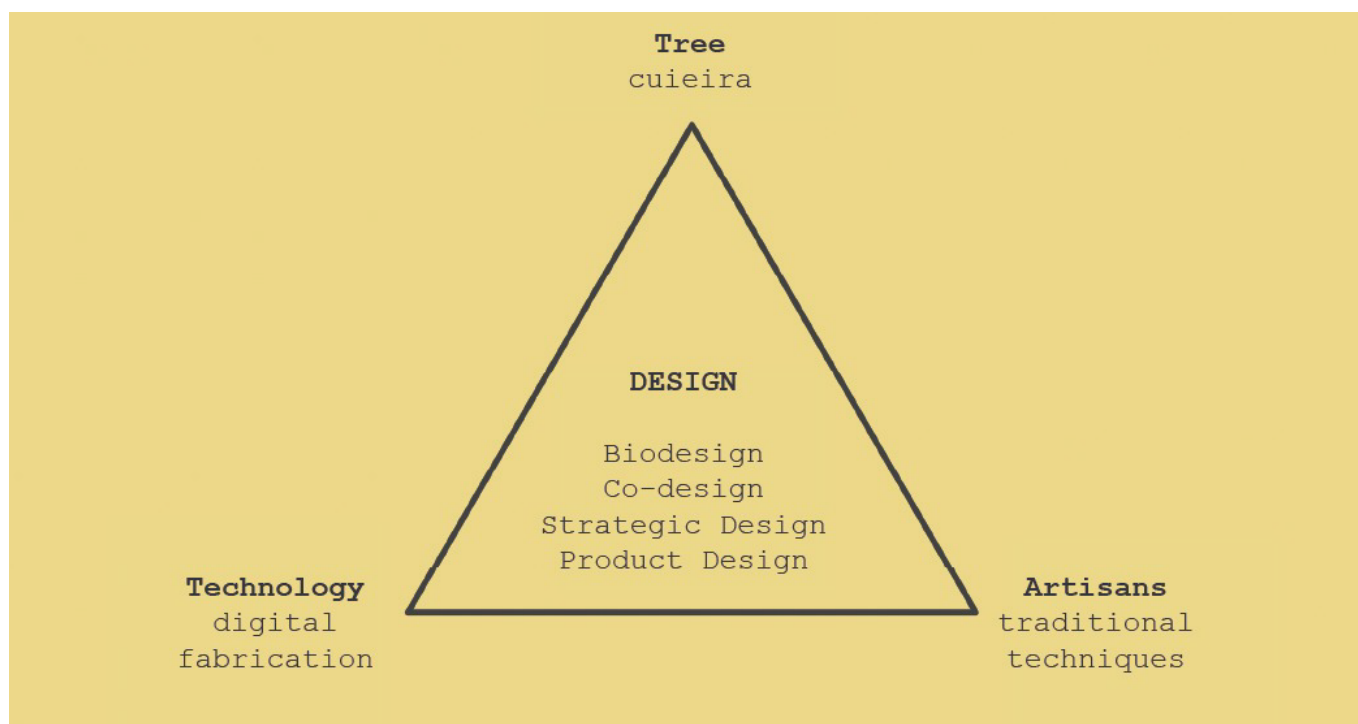 Tree
cuieira
DESIGN
Biodesign
Co-design
Strategic Design
Product Design
Technology
digital
fabrication
Artisans
traditional
techniques